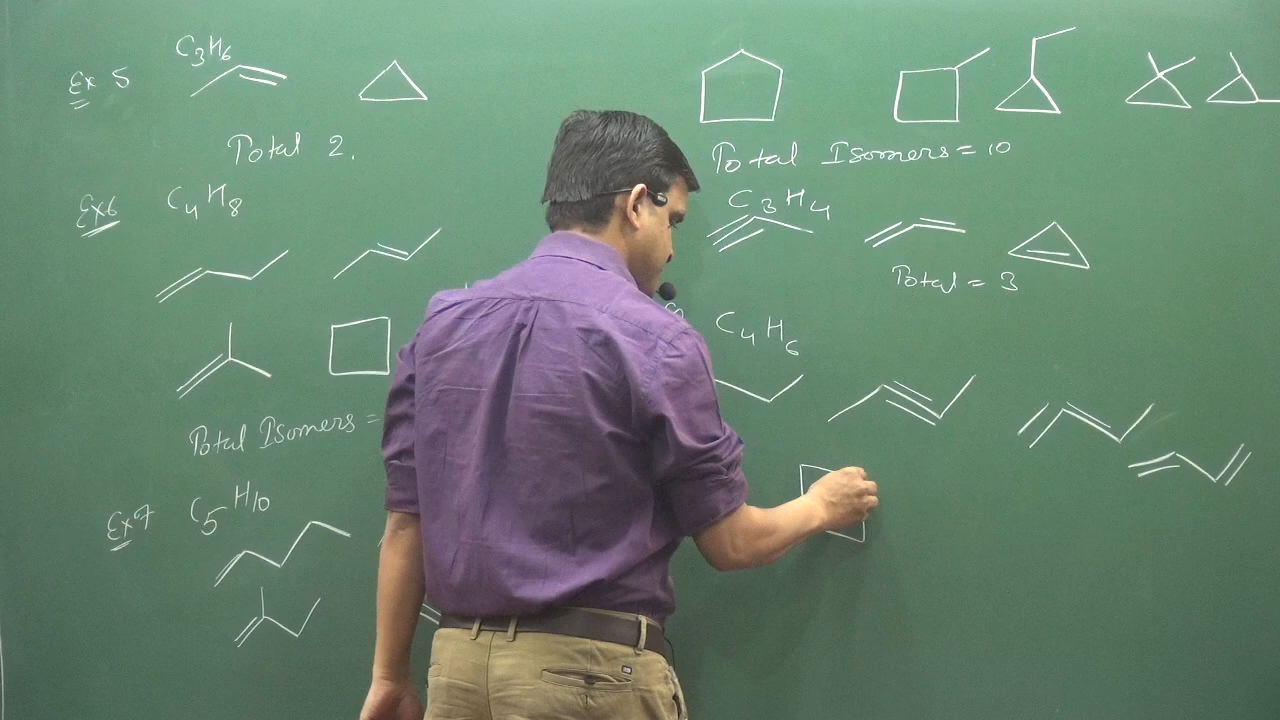 Ex 5 C3H6
Total 2.
Ex6 C4H8
Total Isomers =
Ex7 C5H10
Total Isomers = 10
C3H4
Total = 3
C4H6